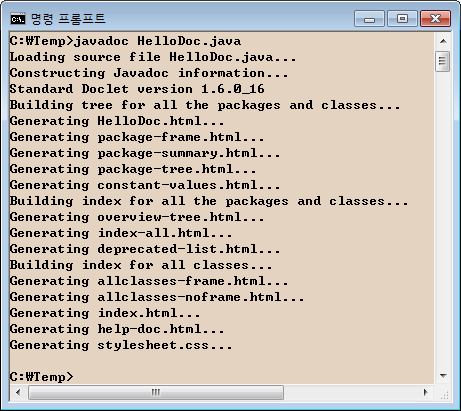 명령 프롬프트
C:₩Temp>javadoc HelloDoc.java
Loading source file HelloDoc.java...
Constructing Javadoc information...
Standard Doclet version 1.6.0_16
Building tree for all the packages and classes...
Generating HelloDoc.html...
Generating package-frame.html...
Generating package-summary.html...
Generating package-tree.html...
Generating constant-values.html...
Building index for all the packages and classes...
Generating overview-tree.html...
Generating index-all.html...
Generating deprecated-list.html...
Building index for all classes...
Generating allclasses-frame.html...
Generating allclasses-noframe.html...
Generating index.html...
Generating help-doc.html...
Generating stylesheet.css...
C:₩Temp>